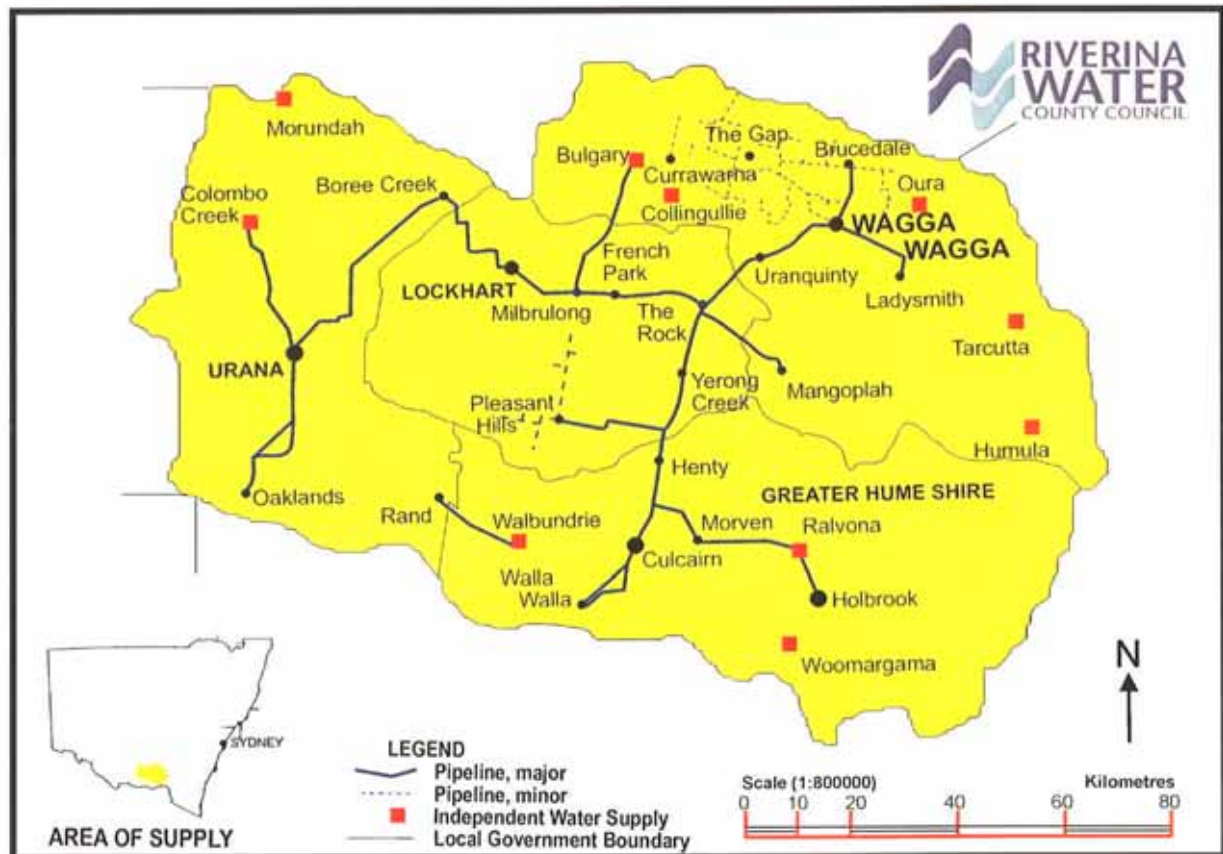 RIVERINA
WATER
COUNTY COUNCIL
Morundah
The Gap
Bulgary
Currawarna
Brucedale
Boree Creek
Colombo
Creek
Collingullie
Oura
WAGGA
WAGGA
French
Park
Uranquinty
LOCKHART
Ladysmith
Milbrulong
The
Rock
Tarcutta
URANA
Yerong
Creek
Mangoplah
Pleasant
Hills
Humula
Henty
Oaklands
GREATER HUME SHIRE
Rand
Walbundrie
Morven
Ralvona
Culcairn
Walla
Walla
Holbrook
Woomargama
N
SYDNEY
AREA OF SUPPLY
LEGEND
Pipeline, major
Pipeline, minor
Independent Water Supply
Local Government Boundary
Scale (1:800000)
Kilometres
0 10 20 40 60 80